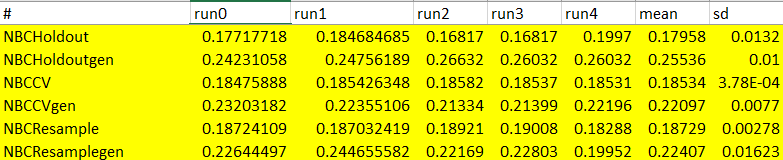 # run0 run1 run2 run3 run4 mean sd
NBCHoldout 0.17717718 0.184684685 0.16817 0.16817 0.1997 0.17958 0.0132
NBCHoldoutgen 0.24231058 0.24756189 0.26632 0.26032 0.26032 0.25536 0.01
NBCCV 0.18475888 0.185426348 0.18582 0.18537 0.18531 0.18534 3.78E-04
NBCCVgen 0.23203182 0.22355106 0.21334 0.21399 0.22196 0.22097 0.0077
NBCResample 0.18724109 0.187032419 0.18921 0.19008 0.18288 0.18729 0.00278
NBCResamplegen 0.22644497 0.244655582 0.22169 0.22803 0.19952 0.22407 0.01623